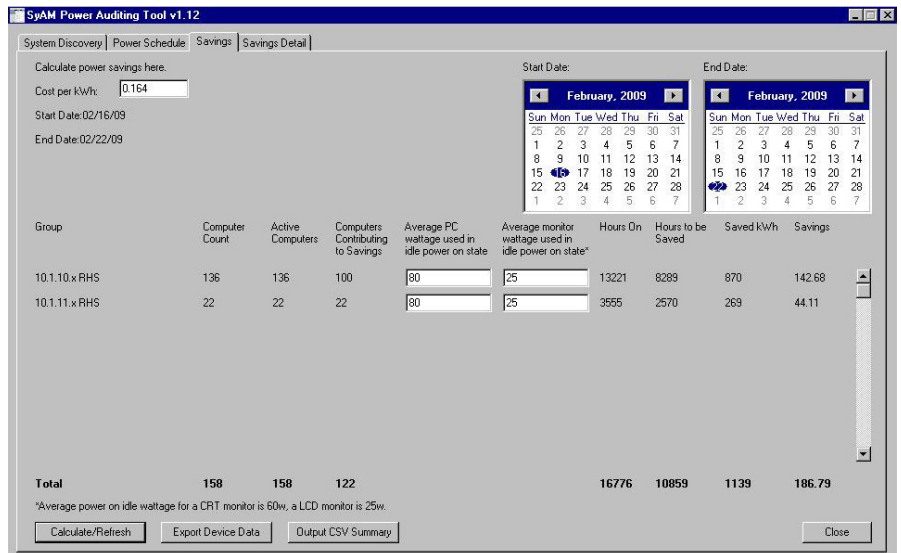 SyAM Power Auditing Tool v1.12
System Discovery Power Schedule Savings Savings Detail
Calculate power savings here.
Cost per kWh: 0.164
Start Date:02/16/09
End Date:02/22/09
Start Date:
February, 2009
Sun Mon Tue Wed Thu Fri Sat
25 26 27 28 29 30 31
1 2 3 4 5 6 7
8 9 10 11 12 13 14
15 16 17 18 19 20 21
22 23 24 25 26 27 28
1 2 3 4 5 6 7
End Date:
February, 2009
Sun Mon Tue Wed Thu Fri Sat
25 26 27 28 29 30 31
1 2 3 4 5 6 7
8 9 10 11 12 13 14
15 16 17 18 19 20 21
22 23 24 25 26 27 28
1 2 3 4 5 6 7
Group Computer Count Active Computers Computers Contributing to Savings Average PC wattage used in idle power on state Average monitor wattage used in idle power on state* Hours On Hours to be Saved Saved kWh Savings
10.1.10.x RHS 136 136 100 80 25 13221 8289 870 142.68
10.1.11.x RHS 22 22 22 80 25 3555 2570 269 44.11
Total 158 158 122 16776 10859 1139 186.79
*Average power on idle wattage for a CRT monitor is 60w, a LCD monitor is 25w.
Calculate/Refresh Export Device Data Output CSV Summary Close